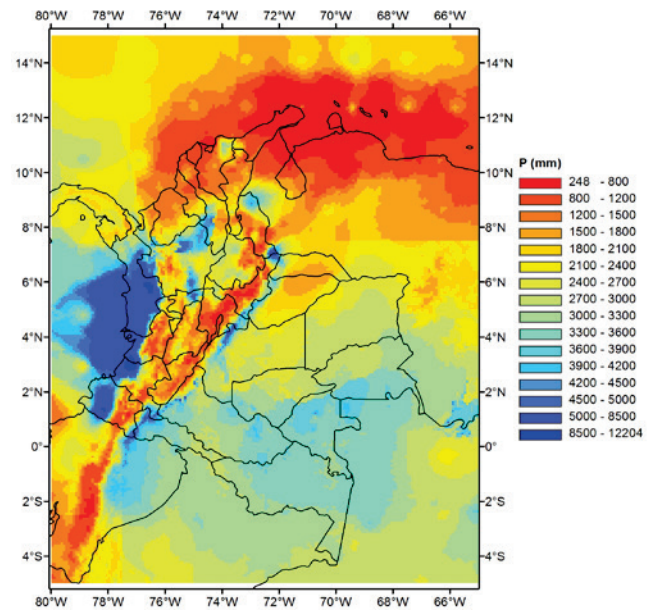 80°W 78°W 76°W 74°W 72°W 70°W 68°W 66°W
14°N 14°N
12°N 12°N
10°N 10°N
8°N 8°N
6°N 6°N
4°N 4°N
2°N 2°N
0° 0°
2°S 2°S
4°S 4°S
80°W 78°W 76°W 74°W 72°W 70°W 68°W 66°W
P (mm)
248 - 800
800 - 1200
1200 - 1500
1500 - 1800
1800 - 2100
2100 - 2400
2400 - 2700
2700 - 3000
3000 - 3300
3300 - 3600
3600 - 3900
3900 - 4200
4200 - 4500
4500 - 5000
5000 - 8500
8500 - 12204